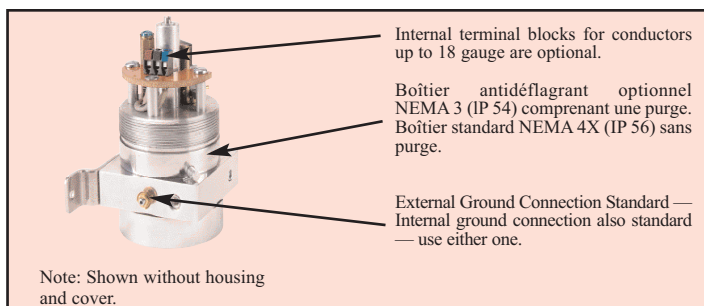 Internal terminal blocks for conductors
up to 18 gauge are optional.
Boîtier antidéflagrant optionnel
NEMA 3 (IP 54) comprenant une purge.
Boîtier standard NEMA 4X (IP 56) sans
purge.
External Ground Connection Standard —
Internal ground connection also standard
— use either one.
Note: Shown without housing
and cover.